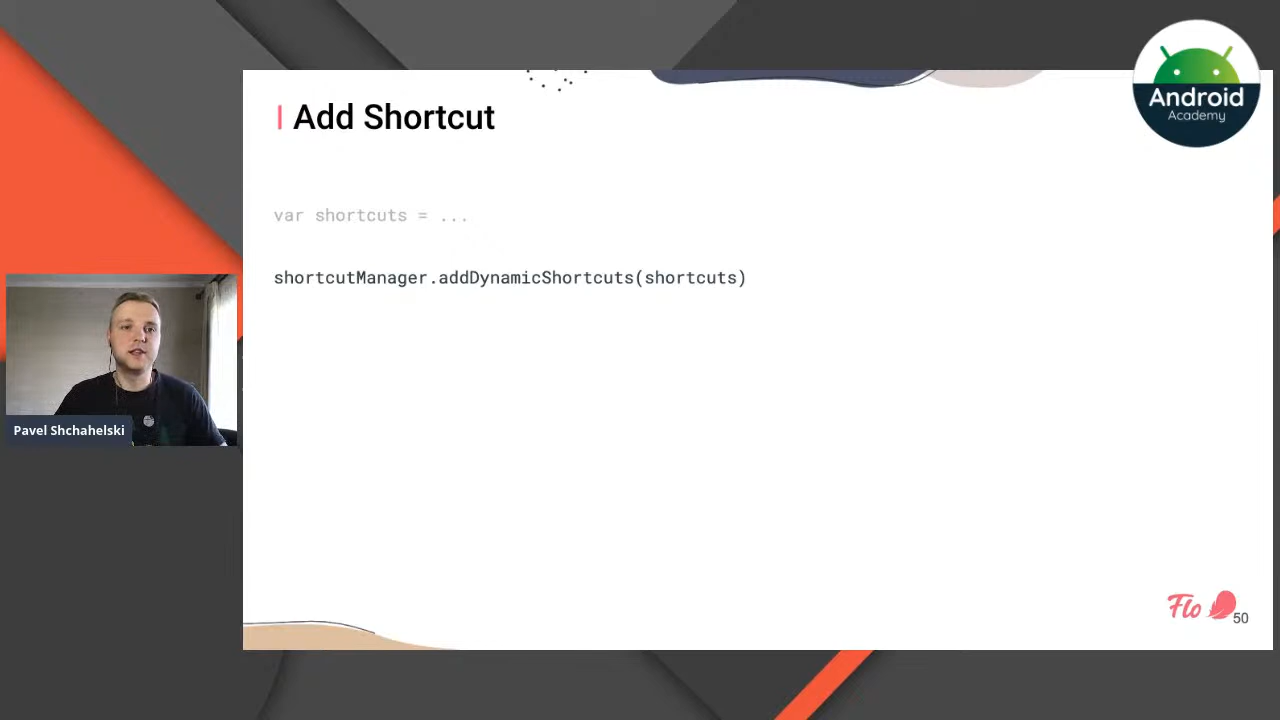 Android
Academy
Add Shortcut
var shortcuts = ...
shortcutManager.addDynamicShortcuts(shortcuts)
Pavel Shchahelski
Flo
50